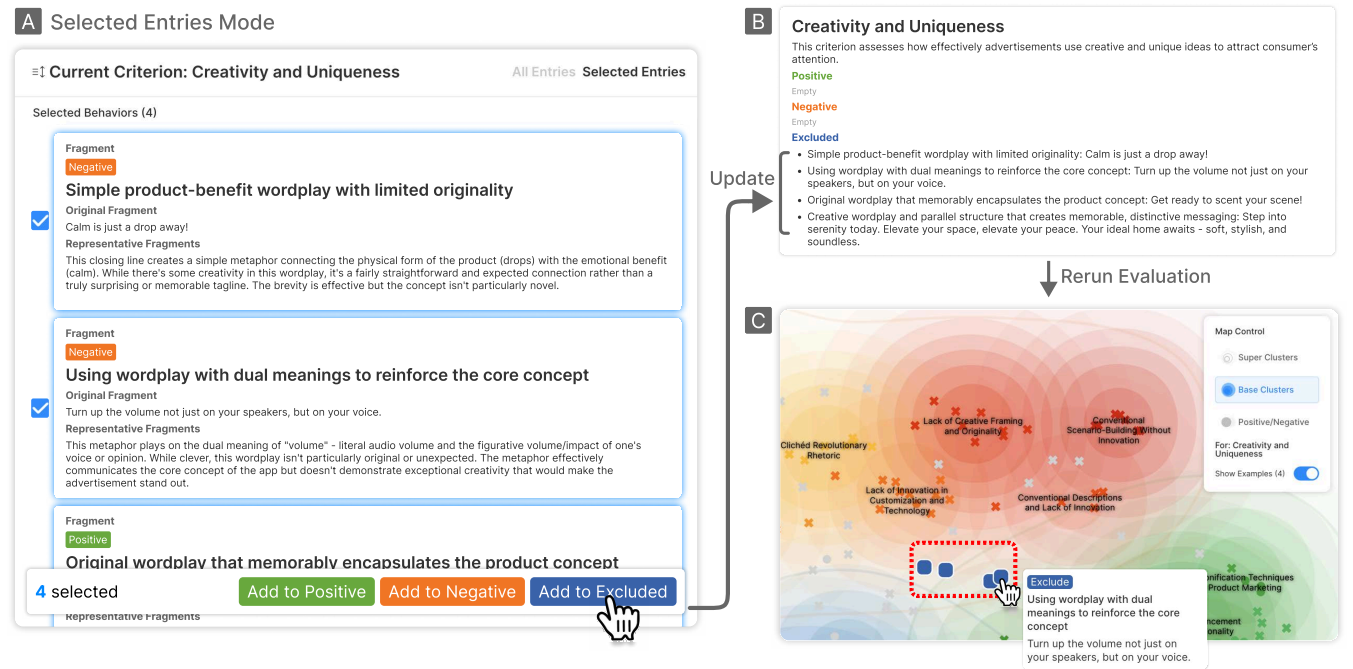 A Selected Entries Mode
Current Criterion: Creativity and Uniqueness
All Entries Selected Entries
Selected Behaviors (4)
Fragment
Negative
Simple product-benefit wordplay with limited originality
Original Fragment
Calm is just a drop away!
Representative Fragments
This closing line creates a simple metaphor connecting the physical form of the product (drops) with the emotional benefit
(calm). While there's some creativity in this wordplay, it's a fairly straightforward and expected connection rather than a
truly surprising or memorable tagline. The brevity is effective but the concept isn't particularly novel.
Fragment
Negative
Using wordplay with dual meanings to reinforce the core concept
Original Fragment
Turn up the volume not just on your speakers, but on your voice.
Representative Fragments
This metaphor plays on the dual meaning of "volume" - literal audio volume and the figurative volume/impact of one's
voice or opinion. While clever, this wordplay isn't particularly original or unexpected. The metaphor effectively
communicates the core concept of the app but doesn't demonstrate exceptional creativity that would make the
advertisement stand out.
Fragment
Positive
Original wordplay that memorably encapsulates the product concept
4 selected
Add to Positive
Add to Negative
Add to Excluded
Representative Fragments
Update
B
Creativity and Uniqueness
This criterion assesses how effectively advertisements use creative and unique ideas to attract consumer's
attention.
Positive
Empty
Negative
Empty
Excluded
• Simple product-benefit wordplay with limited originality: Calm is just a drop away!
• Using wordplay with dual meanings to reinforce the core concept: Turn up the volume not just on your
speakers, but on your voice.
• Original wordplay that memorably encapsulates the product concept: Get ready to scent your scene!
• Creative wordplay and parallel structure that creates memorable, distinctive messaging: Step into
serenity today. Elevate your space, elevate your peace. Your ideal home awaits - soft, stylish, and
soundless.
Rerun Evaluation
C
Lack of Creative Framing
and Originality
Conventional
Scenario-Building Without
Innovation
Clichéd Revolutionary
Rhetoric
Lack of Innovation in
Customization and
Technology
Conventional Descriptions
and Lack of Innovation
Map Control
Super Clusters
Base Clusters
Positive/Negative
For: Creativity and
Uniqueness
Show Examples (4)
Exclude
Using wordplay with dual
meanings to reinforce the core
concept
Turn up the volume not just on
your speakers, but on your voice.
nification Techniques
Product Marketing
ncement
onality